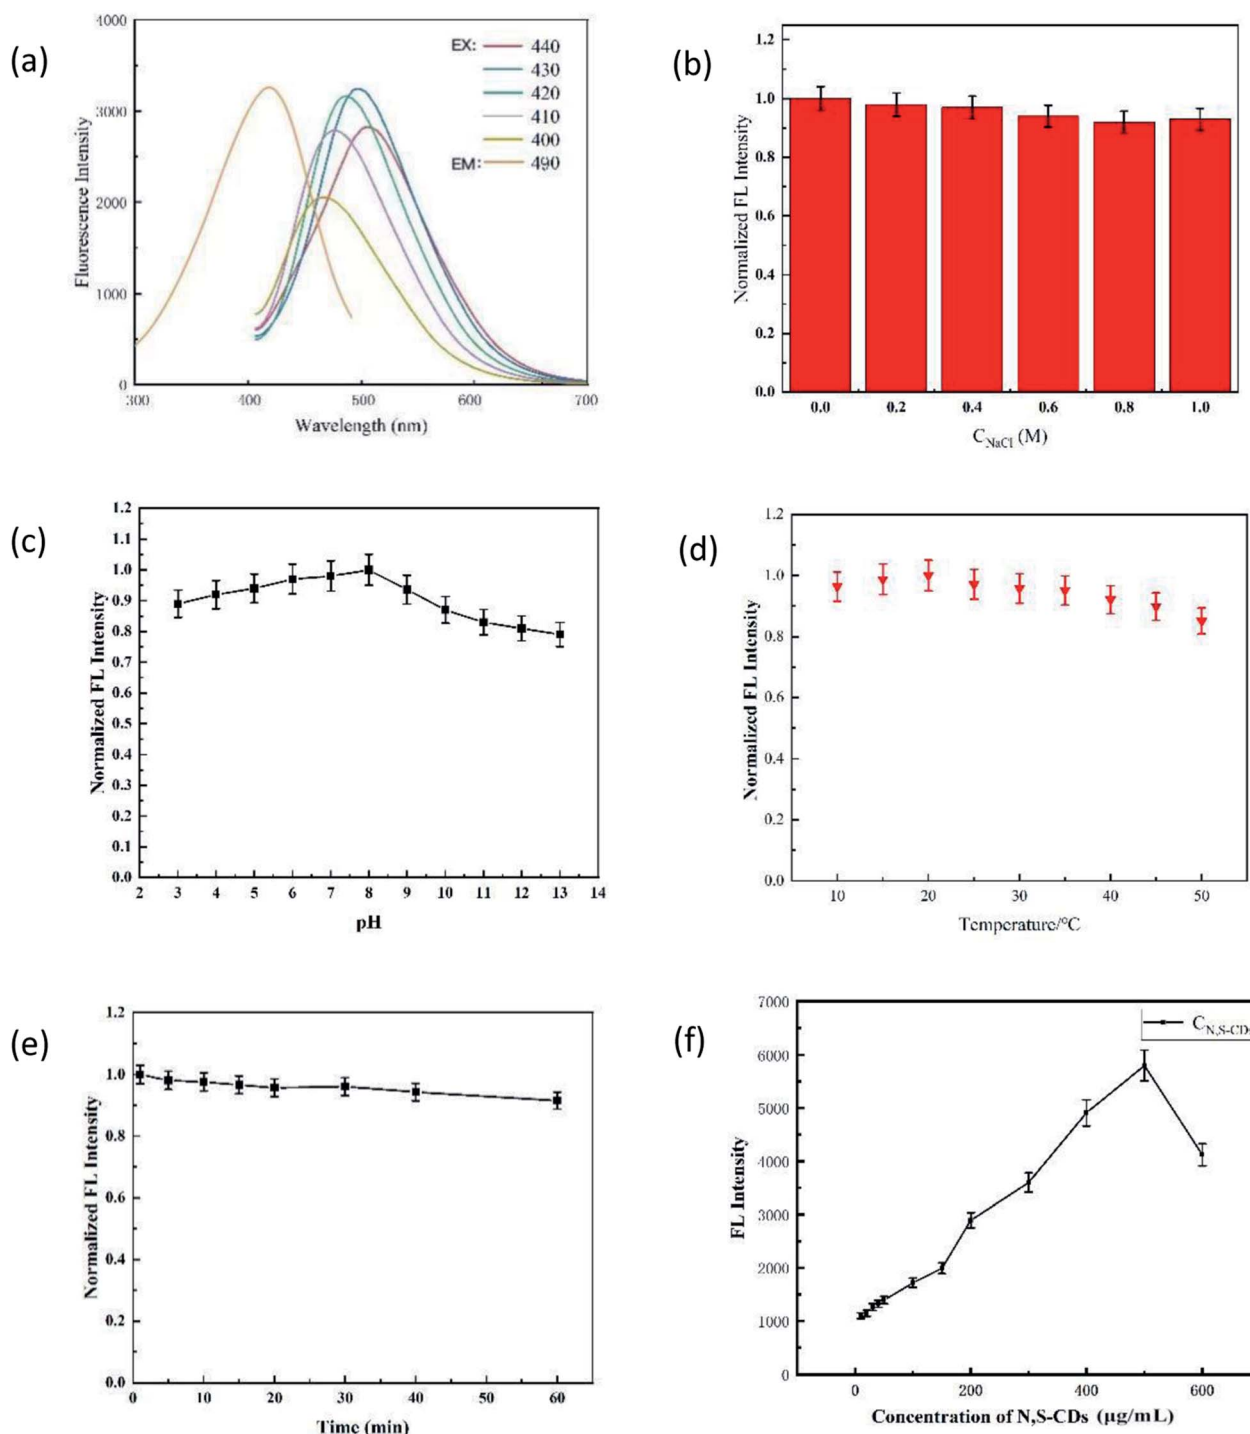 (a)
4000
3000
2000
1000
0
Fluorescence Intensity
EX: 440
430
420
410
400
EM: 490
300 400 500 600 700
Wavelength (nm)
(b)
1.2
1.0
0.8
0.6
0.4
0.2
0.0
Normalized FL Intensity
0.0 0.2 0.4 0.6 0.8 1.0
C_NaCl (M)
(c)
1.2
1.1
1.0
0.9
0.8
0.7
0.6
0.5
0.4
0.3
0.2
0.1
0.0
Normalized FL Intensity
2 3 4 5 6 7 8 9 10 11 12 13 14
pH
(d)
1.2
1.0
0.8
0.6
0.4
0.2
0.0
Normalized FL Intensity
10 20 30 40 50
Temperature/°C
(e)
1.2
1.0
0.8
0.6
0.4
0.2
0.0
Normalized FL Intensity
0 10 20 30 40 50 60
Time (min)
(f)
7000
6000
5000
4000
3000
2000
1000
0
FL Intensity
C_N,S-CDs
0 200 400 600
Concentration of N,S-CDs (μg/mL)